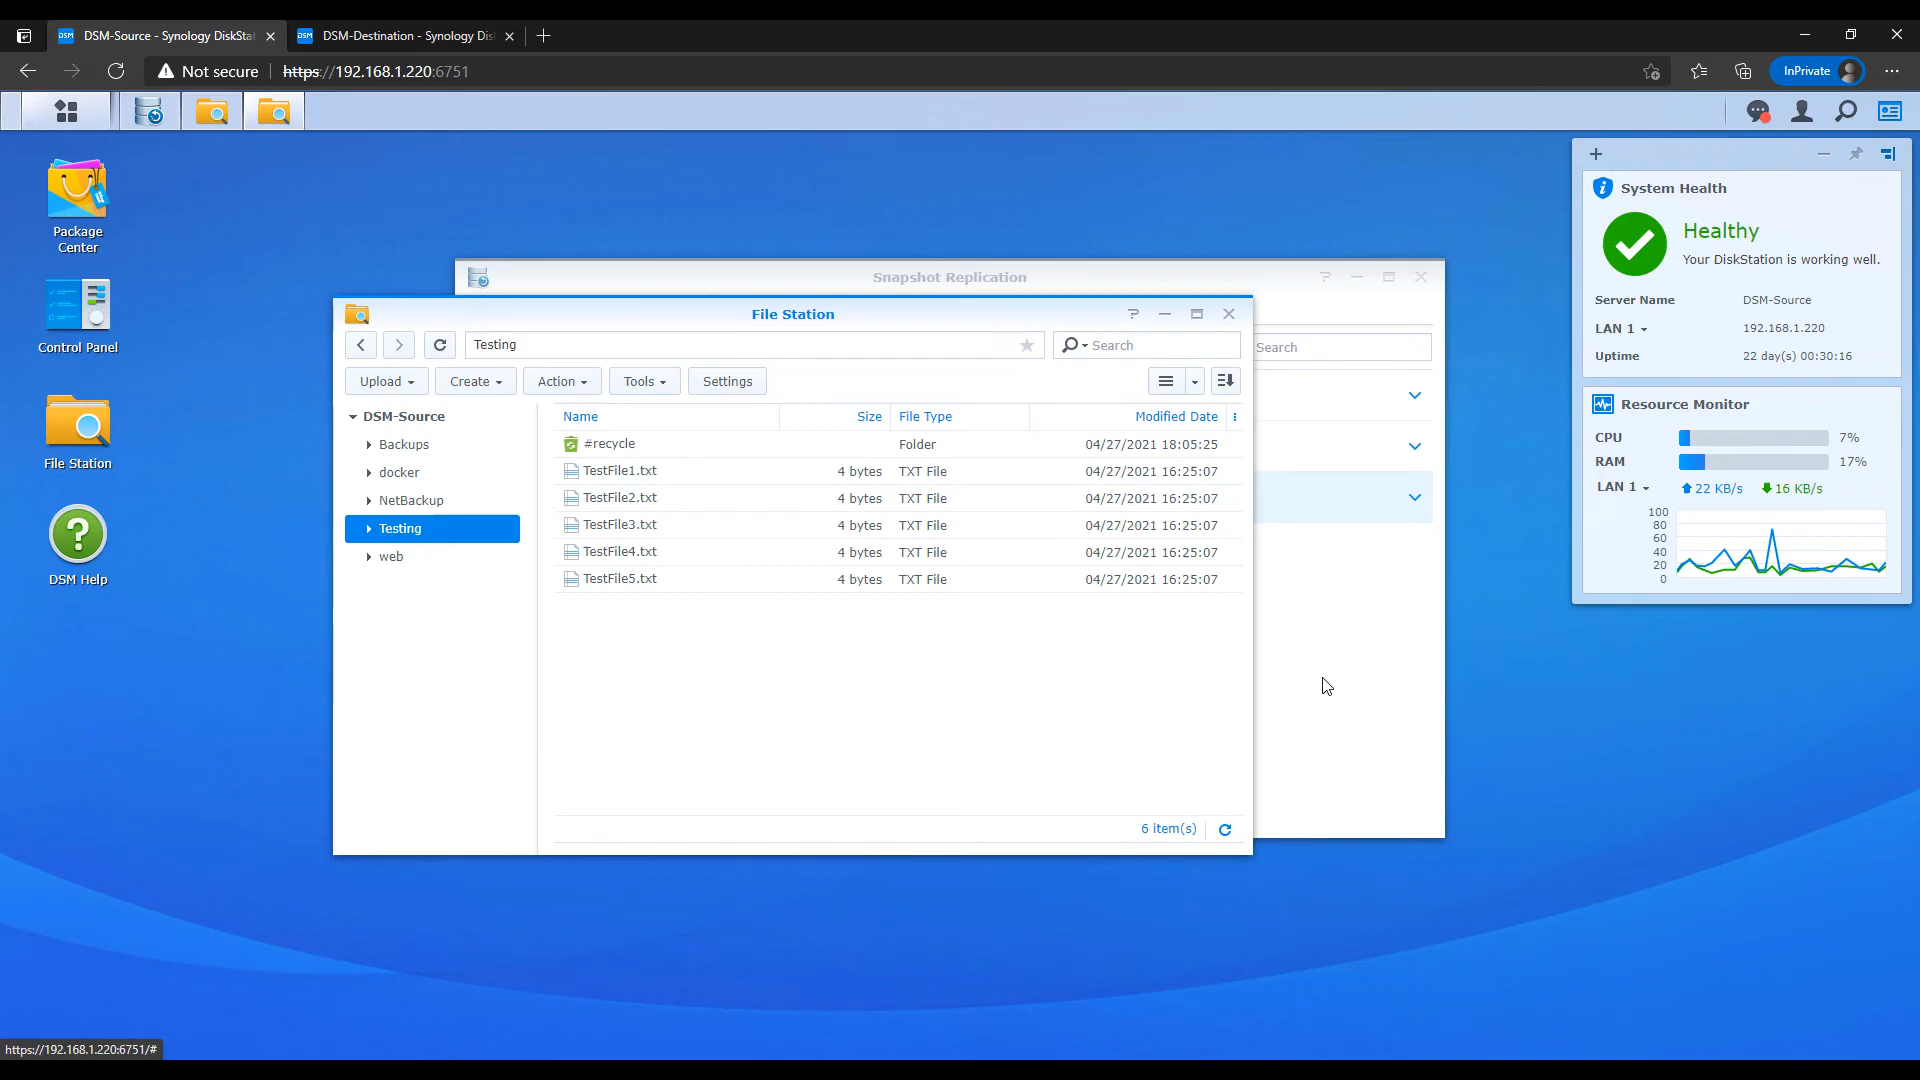 DSM-Source - Synology DiskStat
DSM-Destination - Synology Dis
Not secure
https://192.168.1.220:6751
InPrivate
Package
Center
Control Panel
File Station
DSM Help
Snapshot Replication
Search
File Station
Testing
Search
Upload
Create
Action
Tools
Settings
DSM-Source
Backups
docker
NetBackup
Testing
web
Name Size File Type Modified Date
#recycle Folder 04/27/2021 18:05:25
TestFile1.txt 4 bytes TXT File 04/27/2021 16:25:07
TestFile2.txt 4 bytes TXT File 04/27/2021 16:25:07
TestFile3.txt 4 bytes TXT File 04/27/2021 16:25:07
TestFile4.txt 4 bytes TXT File 04/27/2021 16:25:07
TestFile5.txt 4 bytes TXT File 04/27/2021 16:25:07
6 item(s)
System Health
Healthy
Your DiskStation is working well.
Server Name DSM-Source
LAN 1 192.168.1.220
Uptime 22 day(s) 00:30:16
Resource Monitor
CPU 7%
RAM 17%
LAN 1 22 KB/s 16 KB/s
100
80
60
40
20
0
https://192.168.1.220:6751/#